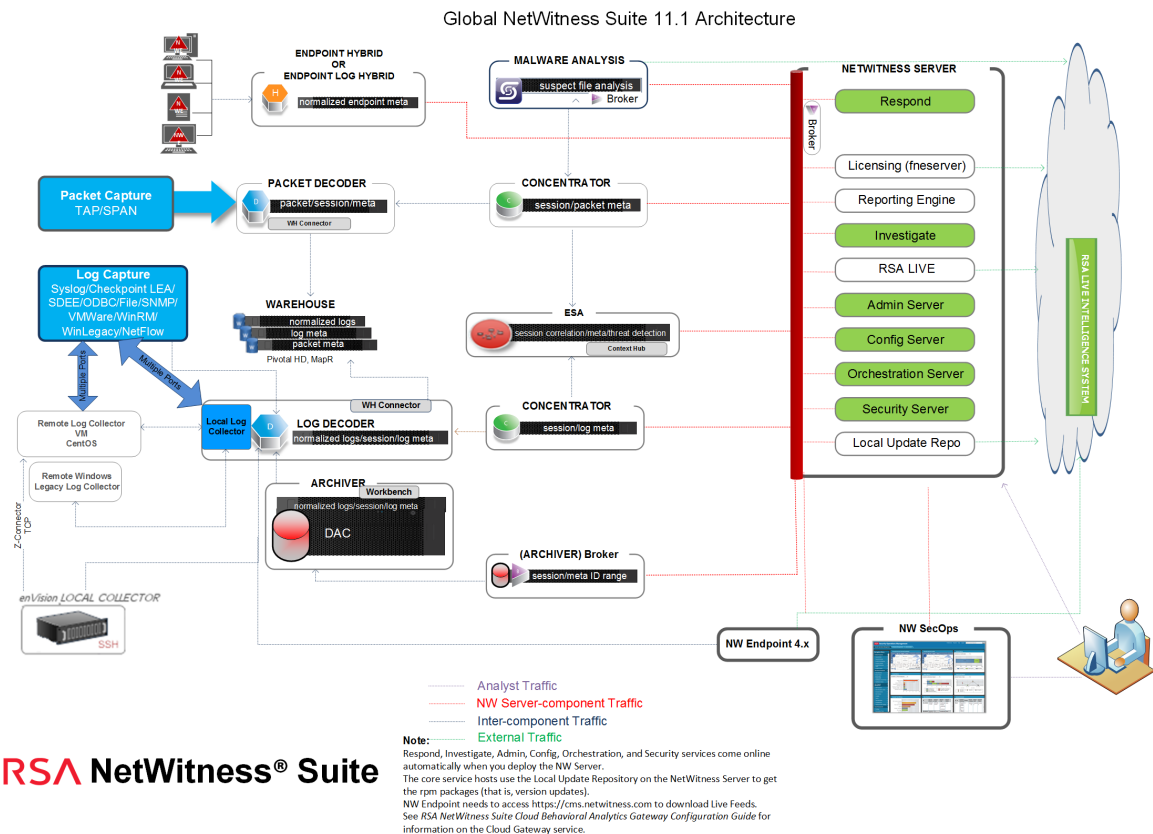 Global NetWitness Suite 11.1 Architecture
ENDPOINT HYBRID
OR
ENDPOINT LOG HYBRID
H
normalized endpoint meta
N
N
N
NW
MALWARE ANALYSIS
suspect file analysis
Broker
NETWITNESS SERVER
Respond
Broker
Licensing (fneserver)
Reporting Engine
Investigate
RSA LIVE
Admin Server
Config Server
Orchestration Server
Security Server
Local Update Repo
RSA LIVE INTELLIGENCE SYSTEM
Packet Capture
TAP/SPAN
PACKET DECODER
D
packet/session/meta
WH Connector
CONCENTRATOR
C
session/packet meta
Log Capture
Syslog/Checkpoint LEA/
SDEE/ODBC/File/SNMP/
VMWare/WinRM/
WinLegacy/NetFlow
WAREHOUSE
normalized logs
log meta
packet meta
Pivotal HD, MapR
ESA
session correlation/meta/threat detection
Context Hub
Multiple Ports
Multiple Ports
WH Connector
Remote Log Collector
VM
CentOS
Local Log
Collector
D
LOG DECODER
normalized logs/session/log meta
CONCENTRATOR
C
session/log meta
Remote Windows
Legacy Log Collector
ARCHIVER
Workbench
normalized logs/session/log meta
DAC
Z-Connector
TCP
(ARCHIVER) Broker
session/meta ID range
enVision LOCAL COLLECTOR
SSH
NW Endpoint 4.x
NW SecOps
Analyst Traffic
NW Server-component Traffic
Inter-component Traffic
External Traffic
Note:
Respond, Investigate, Admin, Config, Orchestration, and Security services come online
automatically when you deploy the NW Server.
The core service hosts use the Local Update Repository on the NetWitness Server to get
the rpm packages (that is, version updates).
NW Endpoint needs to access https://cms.netwitness.com to download Live Feeds.
See RSA NetWitness Suite Cloud Behavioral Analytics Gateway Configuration Guide for
information on the Cloud Gateway service.
RSA NetWitness® Suite